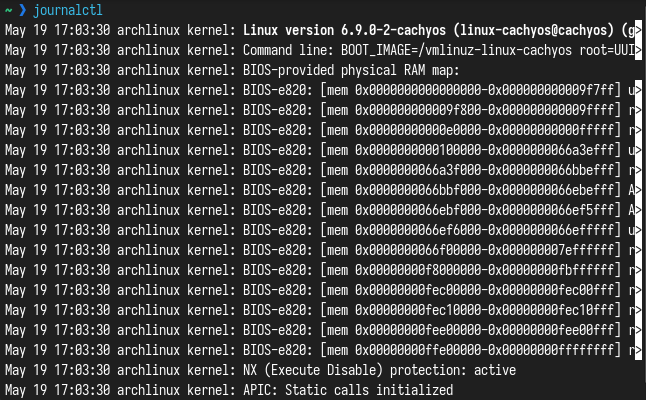 ~ ❯ journalctl
May 19 17:03:30 archlinux kernel: Linux version 6.9.0-2-cachyos (linux-cachyos@cachyos) (g>
May 19 17:03:30 archlinux kernel: Command line: BOOT_IMAGE=/vmlinuz-linux-cachyos root=UUI>
May 19 17:03:30 archlinux kernel: BIOS-provided physical RAM map:
May 19 17:03:30 archlinux kernel: BIOS-e820: [mem 0x0000000000000000-0x000000000009f7ff] u>
May 19 17:03:30 archlinux kernel: BIOS-e820: [mem 0x000000000009f800-0x000000000009ffff] r>
May 19 17:03:30 archlinux kernel: BIOS-e820: [mem 0x00000000000e0000-0x00000000000fffff] r>
May 19 17:03:30 archlinux kernel: BIOS-e820: [mem 0x0000000000100000-0x0000000066a3efff] u>
May 19 17:03:30 archlinux kernel: BIOS-e820: [mem 0x0000000066a3f000-0x0000000066bbefff] r>
May 19 17:03:30 archlinux kernel: BIOS-e820: [mem 0x0000000066bbf000-0x0000000066ebefff] A>
May 19 17:03:30 archlinux kernel: BIOS-e820: [mem 0x0000000066ebf000-0x0000000066ef5fff] A>
May 19 17:03:30 archlinux kernel: BIOS-e820: [mem 0x0000000066ef6000-0x0000000066efffff] u>
May 19 17:03:30 archlinux kernel: BIOS-e820: [mem 0x0000000066f00000-0x000000007effffff] r>
May 19 17:03:30 archlinux kernel: BIOS-e820: [mem 0x00000000f8000000-0x00000000fbffffff] r>
May 19 17:03:30 archlinux kernel: BIOS-e820: [mem 0x00000000fec00000-0x00000000fec00fff] r>
May 19 17:03:30 archlinux kernel: BIOS-e820: [mem 0x00000000fec10000-0x00000000fec10fff] r>
May 19 17:03:30 archlinux kernel: BIOS-e820: [mem 0x00000000fee00000-0x00000000fee00fff] r>
May 19 17:03:30 archlinux kernel: BIOS-e820: [mem 0x00000000ffe00000-0x00000000ffffffff] r>
May 19 17:03:30 archlinux kernel: NX (Execute Disable) protection: active
May 19 17:03:30 archlinux kernel: APIC: Static calls initialized